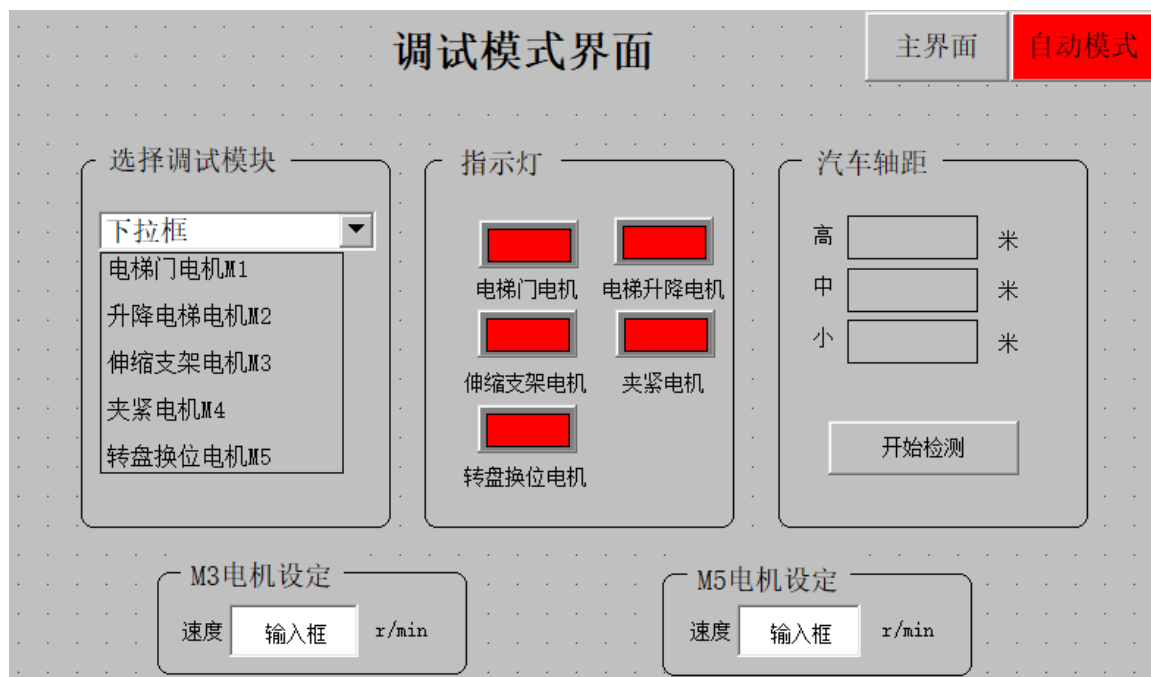 调试模式界面
主界面
自动模式
选择调试模块
下拉框
电梯门电机M1
升降电梯电机M2
伸缩支架电机M3
夹紧电机M4
转盘换位电机M5
指示灯
电梯门电机 电梯升降电机
伸缩支架电机 夹紧电机
转盘换位电机
汽车轴距
高 米
中 米
小 米
开始检测
M3电机设定
速度 输入框 r/min
M5电机设定
速度 输入框 r/min